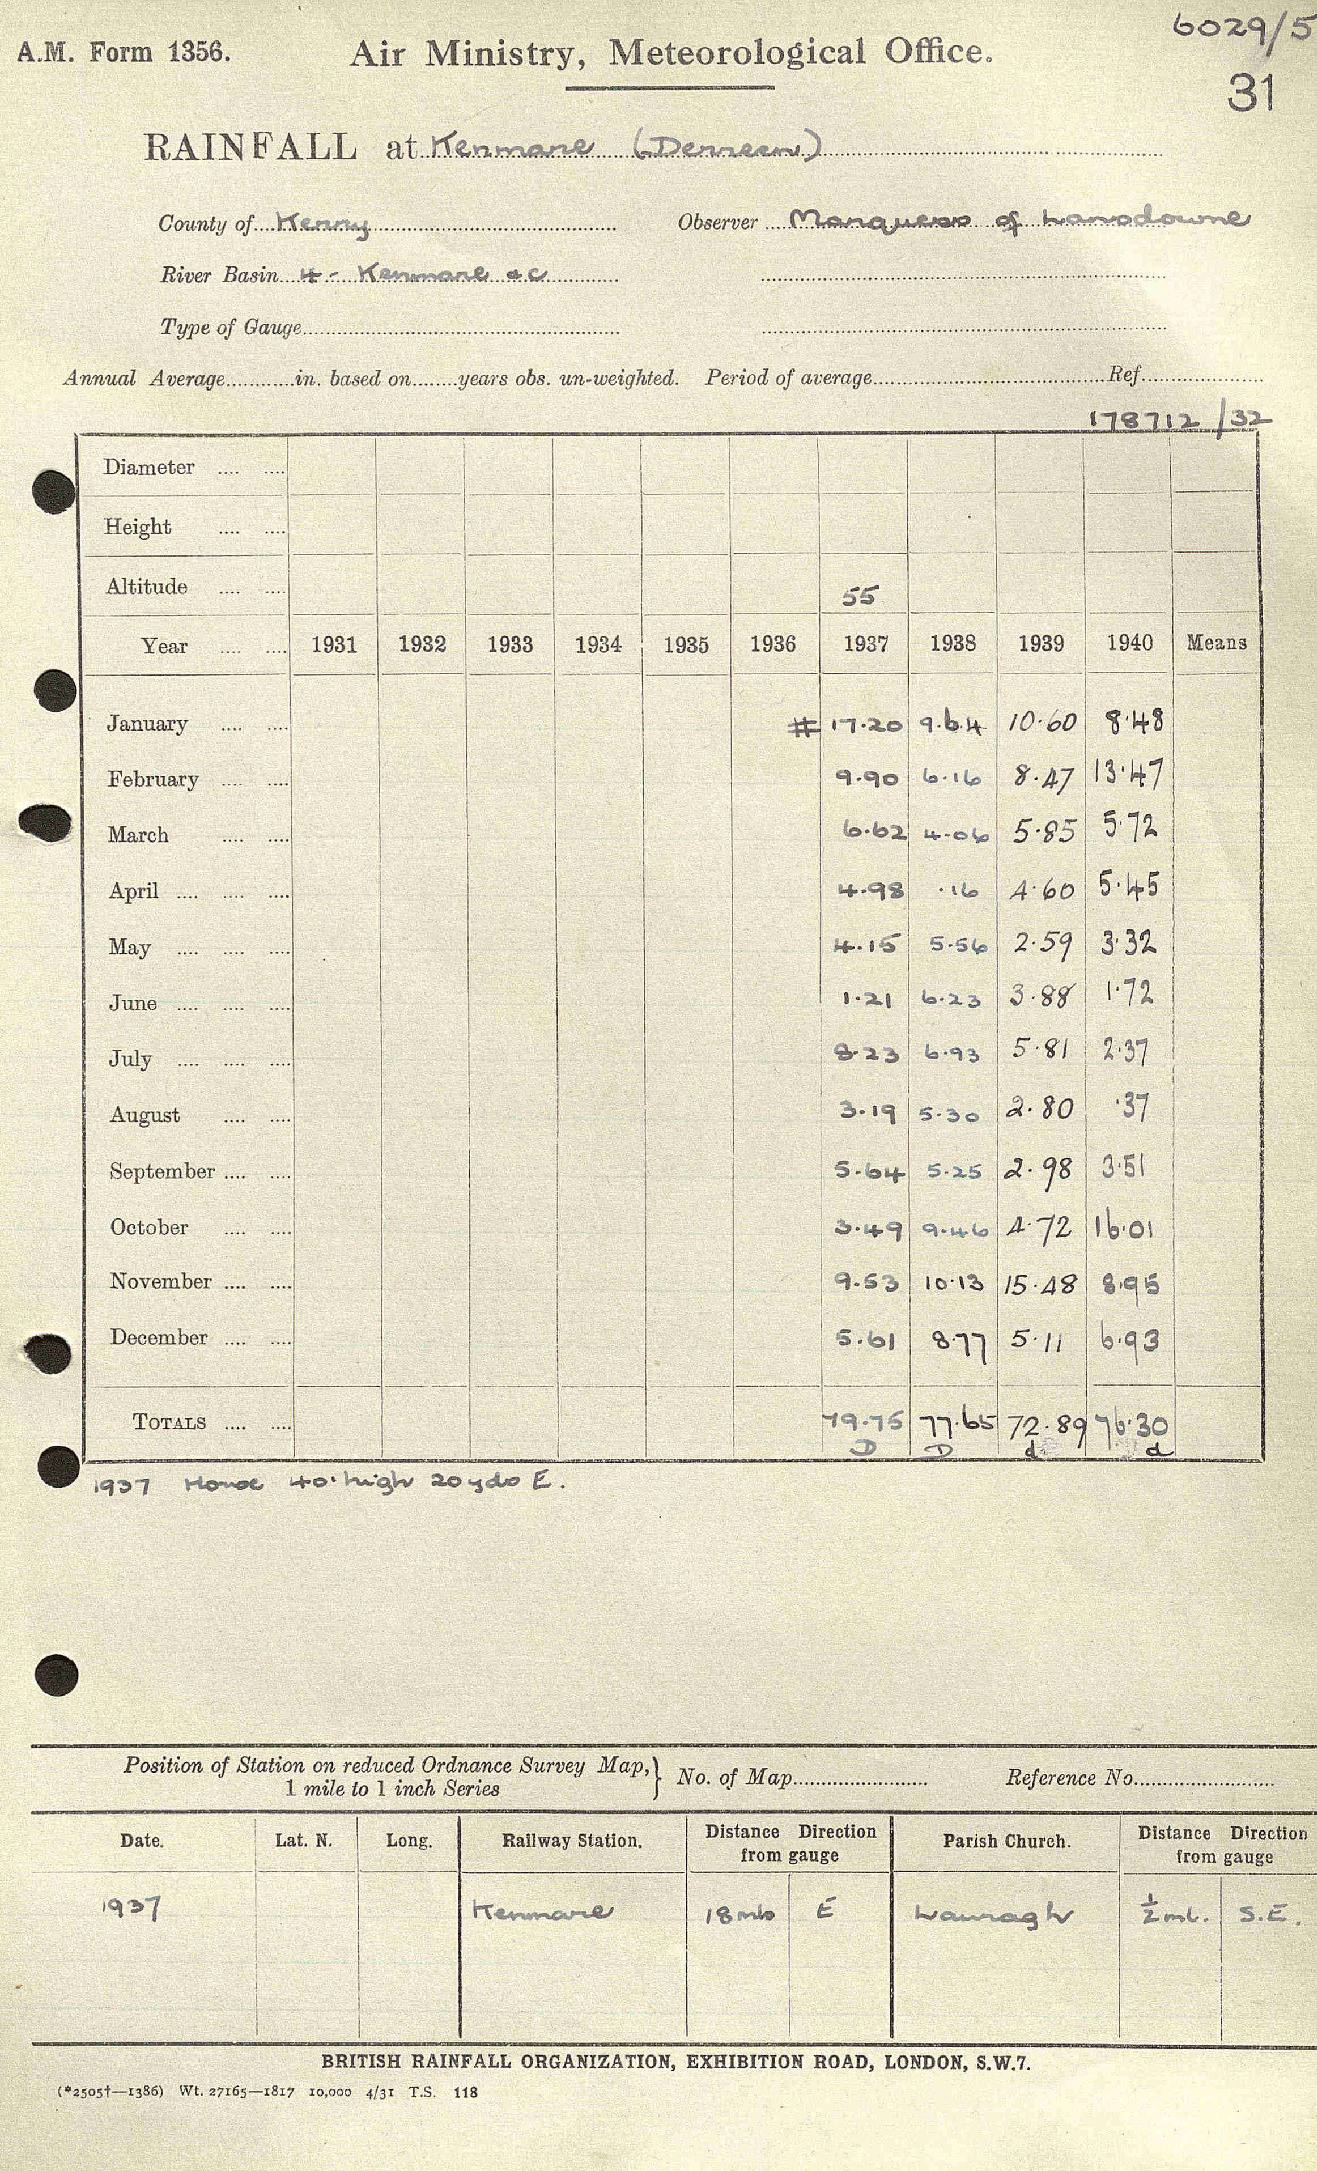 6029/5
A.M. Form 1356. Air Ministry, Meteorological Office.
31
RAINFALL at Kenmare (Derreen)
County of Kerry Observer Marquess of Lansdowne
River Basin 4 - Kenmare &c
Type of Gauge
Annual Average in. based on years obs. un-weighted. Period of average Ref.
178712/32
Diameter
Height
Altitude 55
Year 1931 1932 1933 1934 1935 1936 1937 1938 1939 1940 Means
January # 17.20 9.64 10.60 8.48
February 9.90 6.16 8.47 13.47
March 6.62 4.06 5.85 5.72
April 4.98 .16 4.60 5.45
May 4.15 5.56 2.59 3.32
June 1.21 6.23 3.88 1.72
July 8.23 6.93 5.81 2.37
August 3.19 5.30 2.80 .37
September 5.64 5.25 2.98 3.51
October 3.49 9.46 4.72 16.01
November 9.53 10.13 15.48 8.95
December 5.61 8.77 5.11 6.93
TOTALS 79.75 77.65 72.89 76.30
D D d d
1937 House 40' high 20 yds E.
Position of Station on reduced Ordnance Survey Map, } No. of Map Reference No.
1 mile to 1 inch Series
Date. Lat. N. Long. Railway Station. Distance Direction from gauge Parish Church. Distance Direction from gauge
1937 Kenmare 18 mls E Lauragh ½ ml. S.E.
BRITISH RAINFALL ORGANIZATION, EXHIBITION ROAD, LONDON, S.W.7.
(*2505†—1386) Wt. 27165—1817 10,000 4/31 T.S. 118